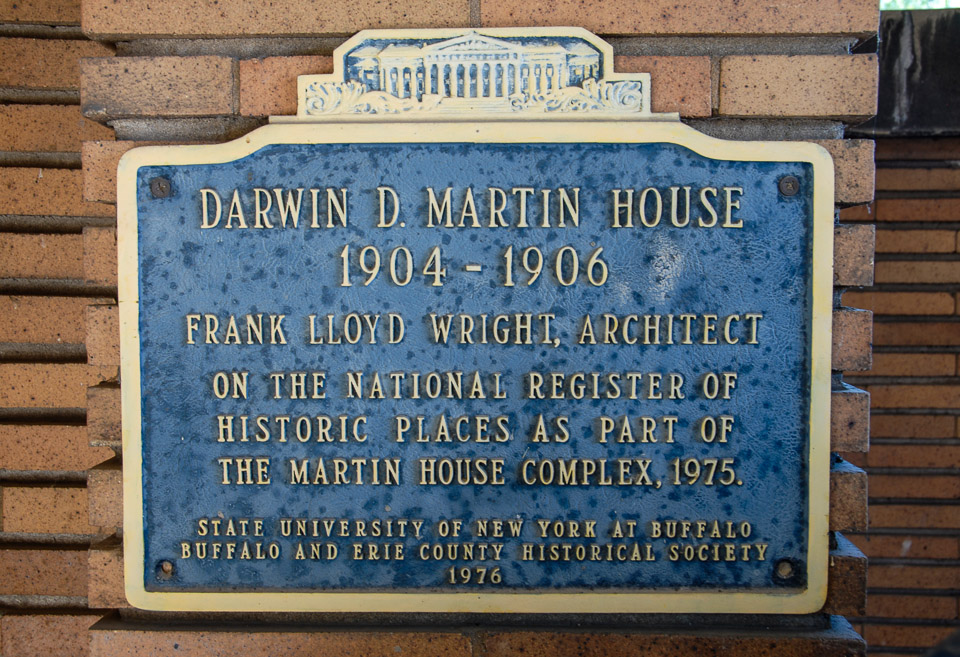 DARWIN D. MARTIN HOUSE
1904 - 1906
FRANK LLOYD WRIGHT, ARCHITECT
ON THE NATIONAL REGISTER OF
HISTORIC PLACES AS PART OF
THE MARTIN HOUSE COMPLEX, 1975.
STATE UNIVERSITY OF NEW YORK AT BUFFALO
BUFFALO AND ERIE COUNTY HISTORICAL SOCIETY
1976